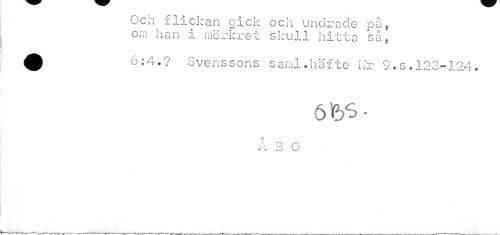 Och flickan gick och undrade på,
om han i mörkret skull hitta så,
6:4.? Svenssons saml.häfte Nr 9.s.123-124.
OBS.
Å B O